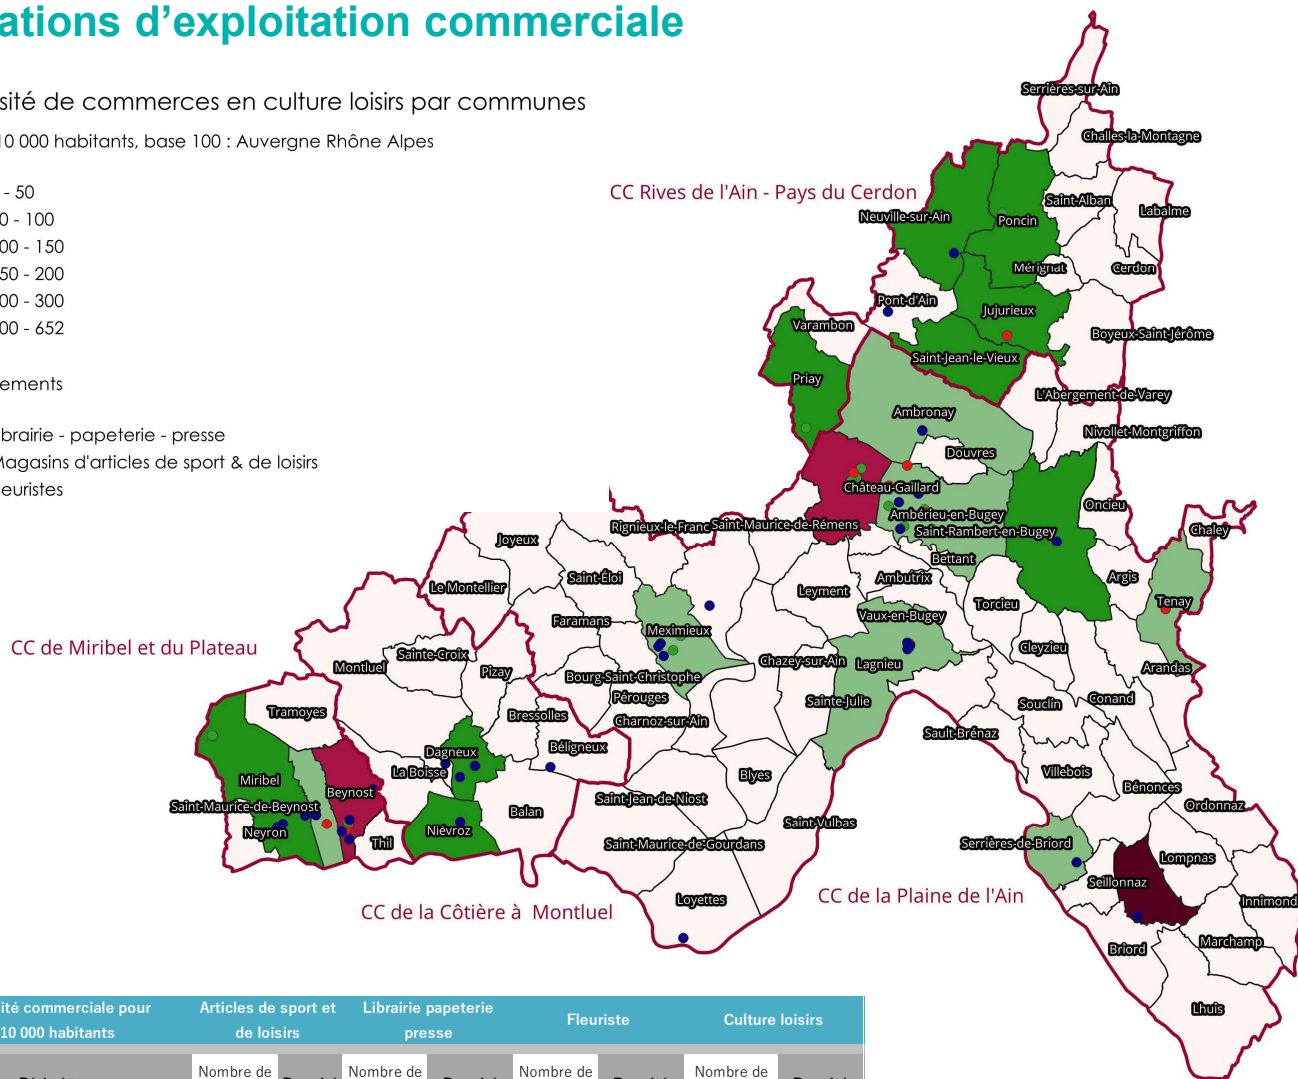 ations d’exploitation commerciale
sité de commerces en culture loisirs par communes
10 000 habitants, base 100 : Auvergne Rhône Alpes
- 50
0 - 100
00 - 150
50 - 200
00 - 300
00 - 652
ements
ibrairie - papeterie - presse
Magasins d'articles de sport & de loisirs
leuristes
Serrières-sur-Ain
Challes-la-Montagne
CC Rives de l'Ain - Pays du Cerdon
Saint-Alban
Labalme
Neuville-sur-Ain
Poncin
Mérignat
Cerdon
Pont-d'Ain
Jujurieux
Varambon
Boyeux-Saint-Jérôme
Saint-Jean-le-Vieux
Priay
L'Abergement-de-Varey
Ambronay
Nivollet-Montgriffon
Douvres
Château-Gaillard
Oncieu
Ambérieu-en-Bugey
Rignieux-le-Franc
Saint-Maurice-de-Rémens
Saint-Rambert-en-Bugey
Chaley
Joyeux
Bettant
Saint-Éloi
Ambutrix
Argis
Le Montellier
Leyment
Torcieu
Tenay
Faramans
Vaux-en-Bugey
Meximieux
CC de Miribel et du Plateau
Sainte-Croix
Cleyzieu
Montluel
Chazey-sur-Ain
Lagnieu
Arandas
Pizay
Bourg-Saint-Christophe
Pérouges
Sainte-Julie
Souclin
Conand
Tramoyes
Bressolles
Charnoz-sur-Ain
Sault-Brénaz
Dagneux
Béligneux
La Boisse
Blyes
Villebois
Miribel
Beynost
Bénonces
Saint-Maurice-de-Beynost
Saint-Jean-de-Niost
Ordonnaz
Balan
Saint-Vulbas
Neyron
Niévroz
Thil
Saint-Maurice-de-Gourdans
Serrières-de-Briord
Lompnas
Seillonnaz
Loyettes
CC de la Plaine de l'Ain
Innimond
CC de la Côtière à Montluel
Marchamp
Briord
Lhuis
ité commerciale pour
10 000 habitants
Articles de sport et
de loisirs
Librairie papeterie
presse
Fleuriste
Culture loisirs
Nombre de
Nombre de
Nombre de
Nombre de